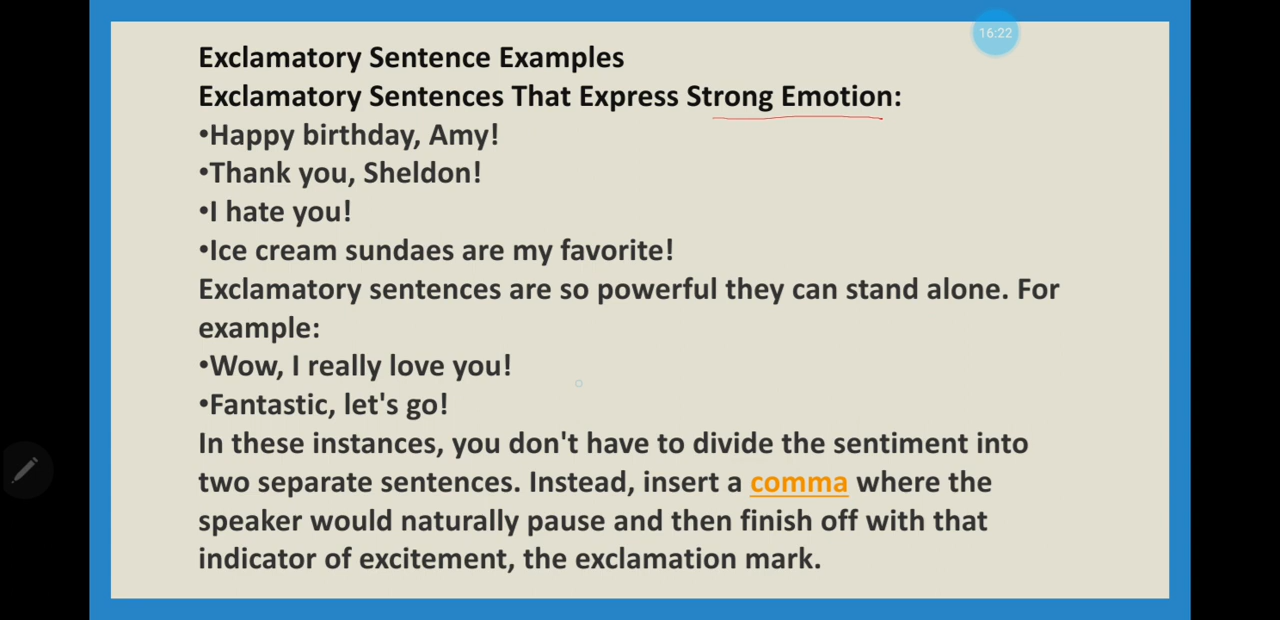 16:22
Exclamatory Sentence Examples
Exclamatory Sentences That Express Strong Emotion:
•Happy birthday, Amy!
•Thank you, Sheldon!
•I hate you!
•Ice cream sundaes are my favorite!
Exclamatory sentences are so powerful they can stand alone. For
example:
•Wow, I really love you!
•Fantastic, let's go!
In these instances, you don't have to divide the sentiment into
two separate sentences. Instead, insert a comma where the
speaker would naturally pause and then finish off with that
indicator of excitement, the exclamation mark.